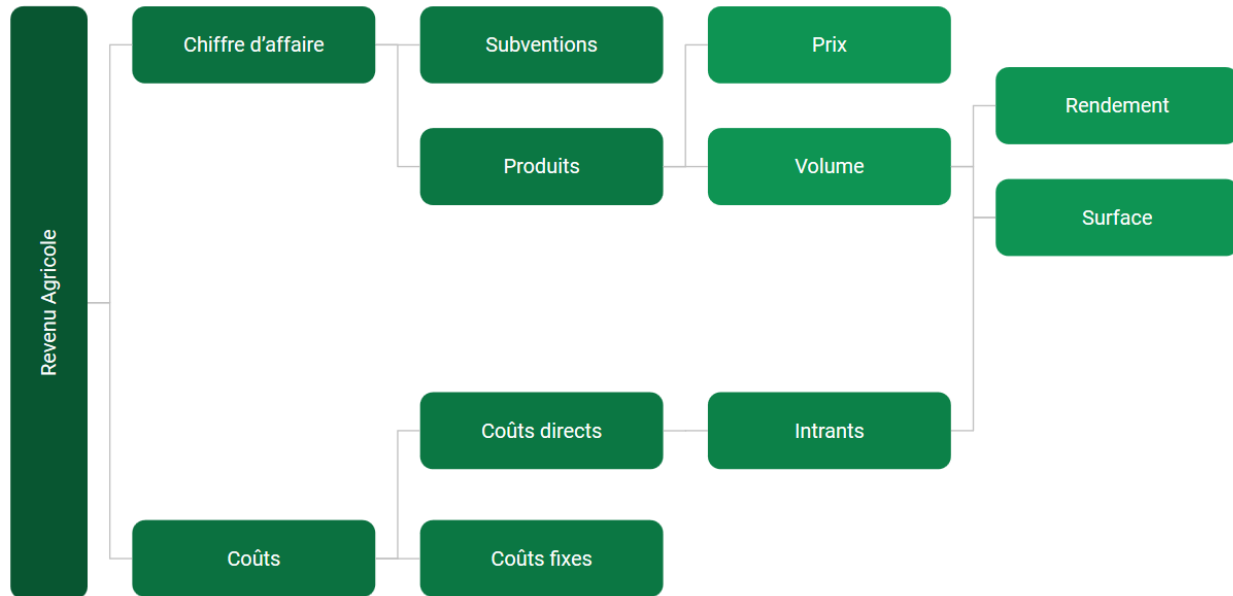 Revenu Agricole
Chiffre d’affaire
Subventions
Prix
Rendement
Produits
Volume
Surface
Coûts directs
Intrants
Coûts
Coûts fixes